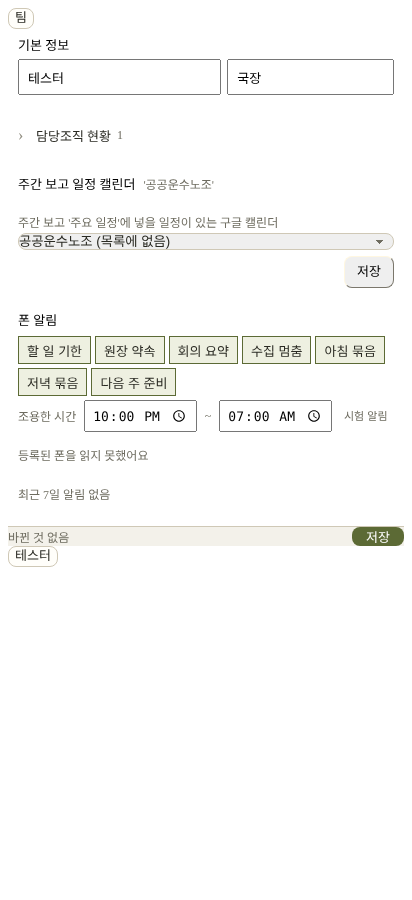 팀
기본 정보
테스터 국장
› 담당조직 현황 1
주간 보고 일정 캘린더 '공공운수노조'
주간 보고 '주요 일정'에 넣을 일정이 있는 구글 캘린더
공공운수노조 (목록에 없음)
저장
폰 알림
할 일 기한 원장 약속 회의 요약 수집 멈춤 아침 묶음
저녁 묶음 다음 주 준비
조용한 시간 10:00 PM ~ 07:00 AM 시험 알림
등록된 폰을 읽지 못했어요
최근 7일 알림 없음
바뀐 것 없음 저장
테스터